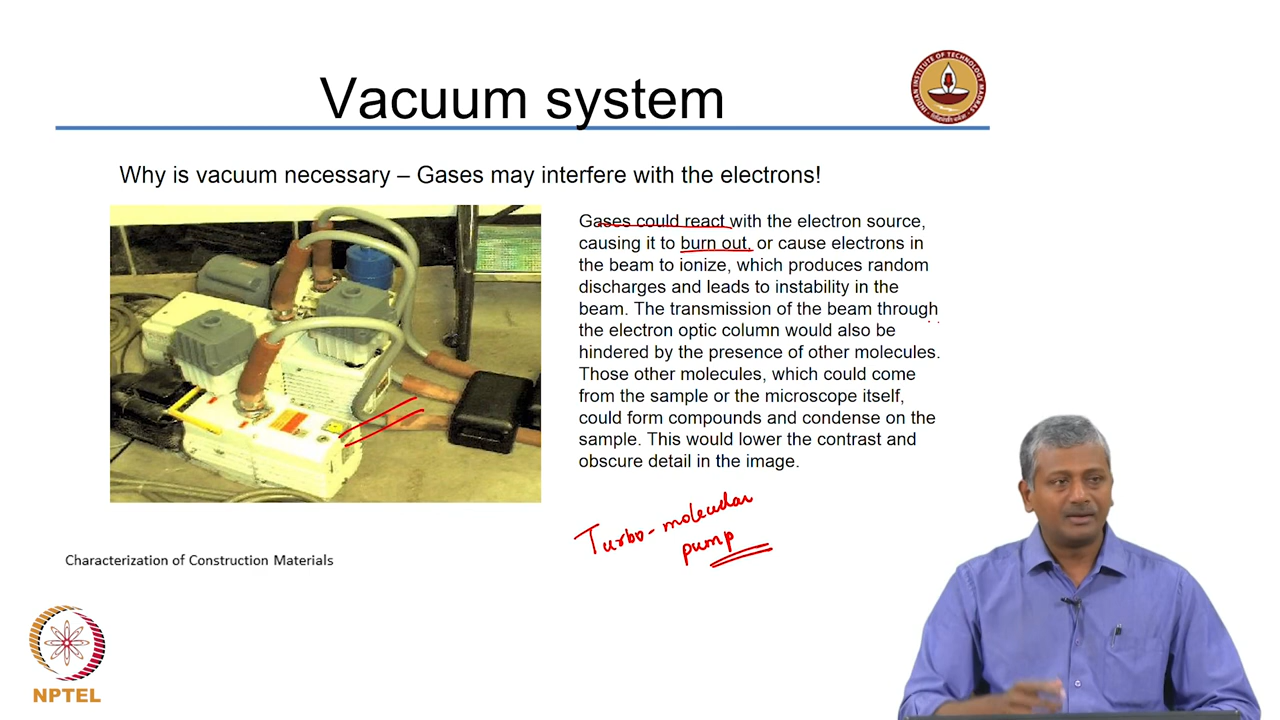 Vacuum system
INDIAN INSTITUTE OF TECHNOLOGY MADRAS
Why is vacuum necessary – Gases may interfere with the electrons!
Gases could react with the electron source,
causing it to burn out, or cause electrons in
the beam to ionize, which produces random
discharges and leads to instability in the
beam. The transmission of the beam through
the electron optic column would also be
hindered by the presence of other molecules.
Those other molecules, which could come
from the sample or the microscope itself,
could form compounds and condense on the
sample. This would lower the contrast and
obscure detail in the image.
Turbo-molecular
pump
Characterization of Construction Materials
NPTEL